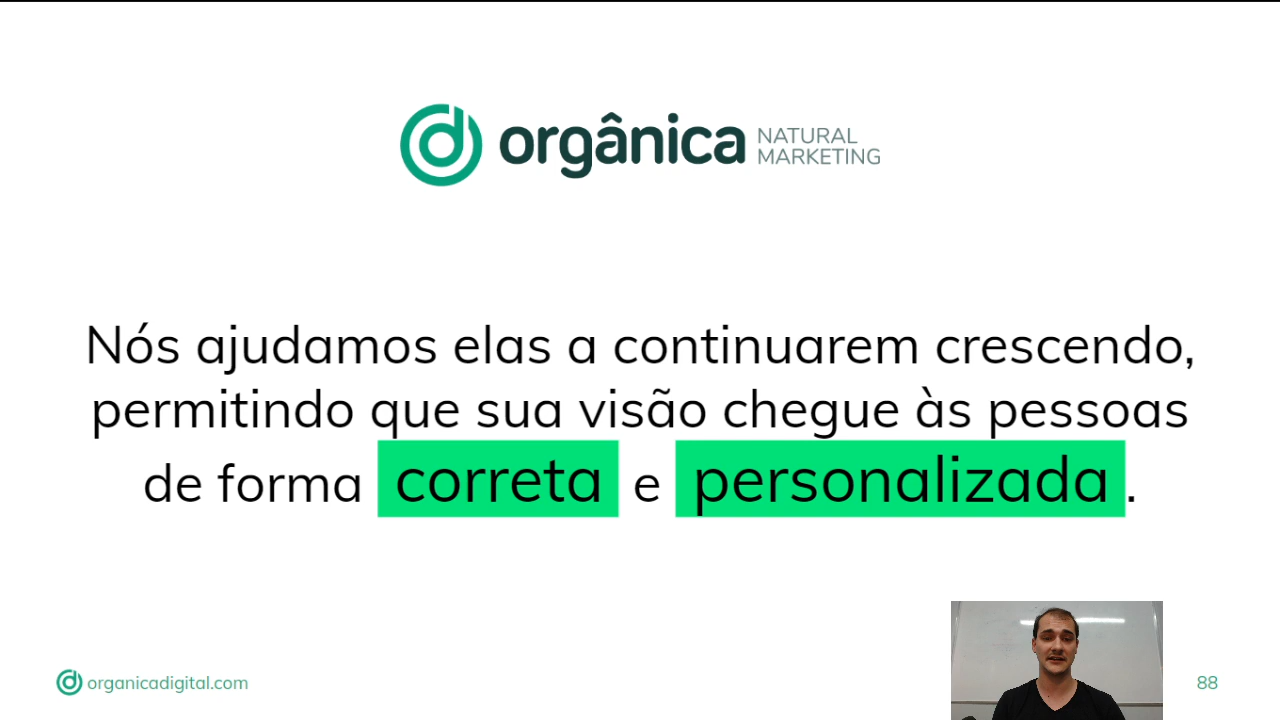 orgânica NATURAL
MARKETING
Nós ajudamos elas a continuarem crescendo,
permitindo que sua visão chegue às pessoas
de forma correta e personalizada.
organicadigital.com
88